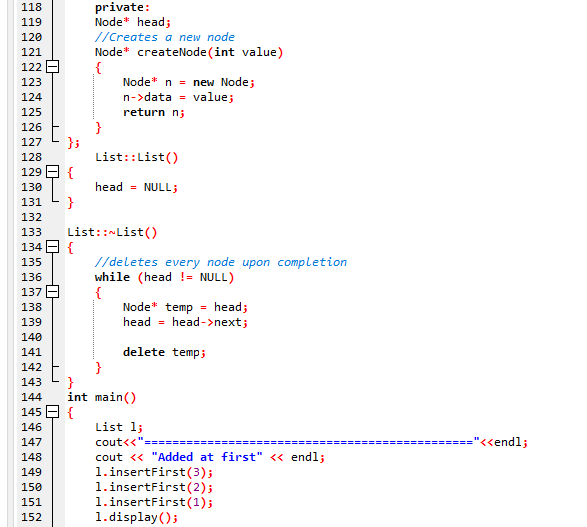 118 private:
119 Node* head;
120 //Creates a new node
121 Node* createNode(int value)
122 {
123 Node* n = new Node;
124 n->data = value;
125 return n;
126 }
127 };
128 List::List()
129 {
130 head = NULL;
131 }
132
133 List::~List()
134 {
135 //deletes every node upon completion
136 while (head != NULL)
137 {
138 Node* temp = head;
139 head = head->next;
140
141 delete temp;
142 }
143 }
144 int main()
145 {
146 List l;
147 cout<<"==============================================="<<endl;
148 cout << "Added at first" << endl;
149 l.insertFirst(3);
150 l.insertFirst(2);
151 l.insertFirst(1);
152 l.display();